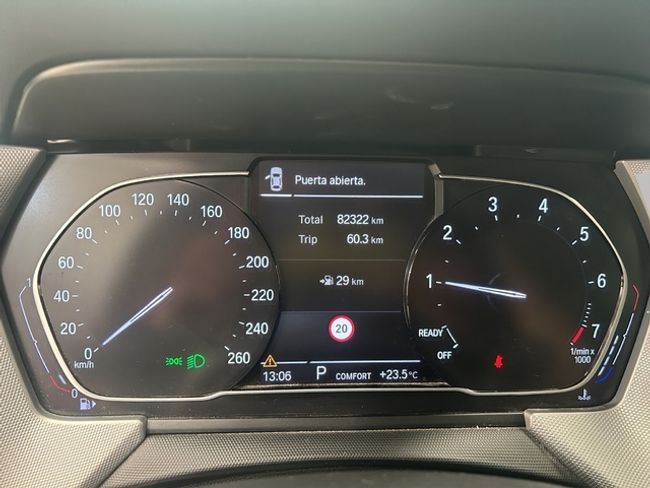 Puerta abierta.
Total 82322 km
Trip 60.3 km
29 km
20
13:06 P COMFORT +23.5°C
0 20 40 60 80 100 120 140 160 180 200 220 240 260
km/h
1
0
1 2 3 4 5 6 7
READY
OFF
1/min x
1000